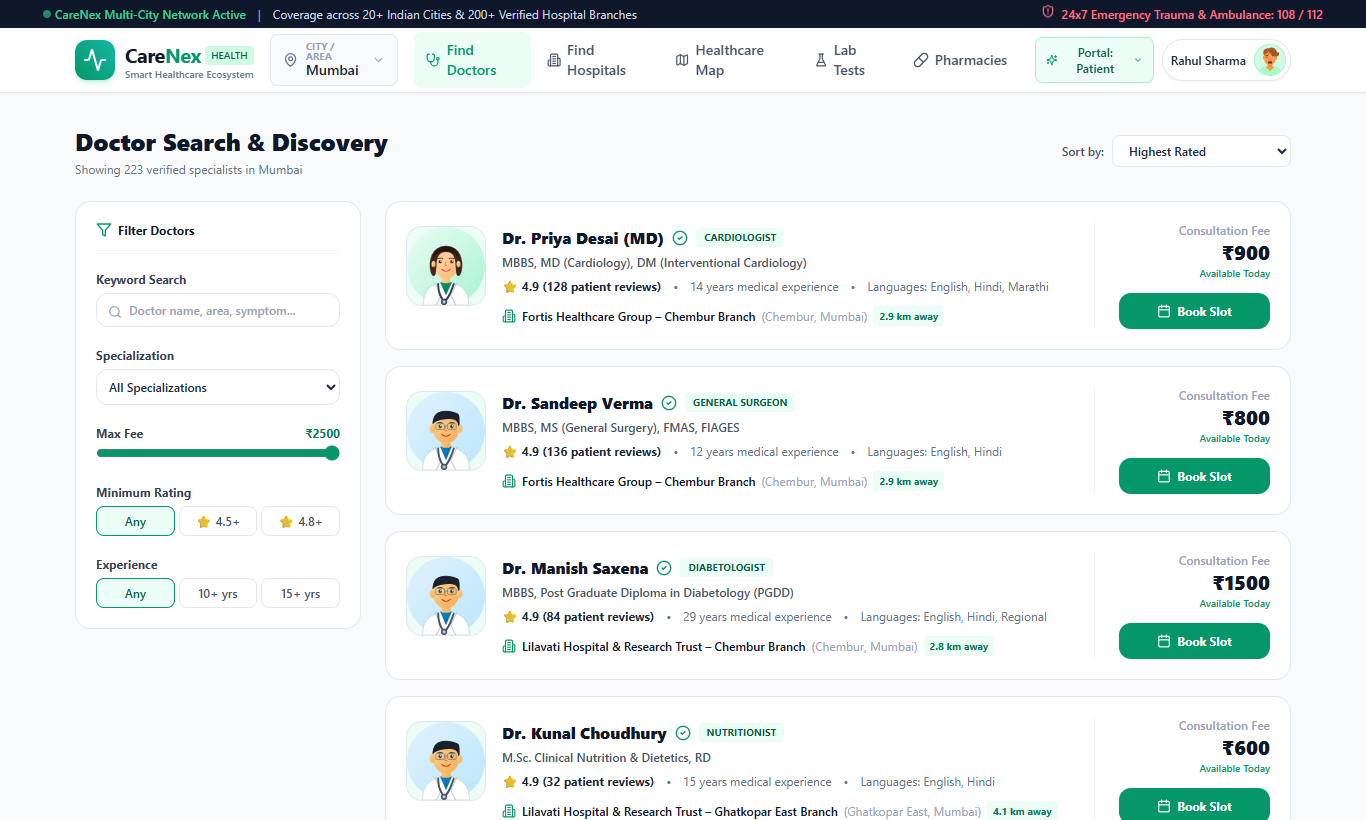 CareNex Multi-City Network Active | Coverage across 20+ Indian Cities & 200+ Verified Hospital Branches
24x7 Emergency Trauma & Ambulance: 108 / 112
CareNex HEALTH
Smart Healthcare Ecosystem
CITY / AREA
Mumbai
Find Doctors
Find Hospitals
Healthcare Map
Lab Tests
Pharmacies
Portal: Patient
Rahul Sharma
Doctor Search & Discovery
Showing 223 verified specialists in Mumbai
Sort by: Highest Rated
Filter Doctors
Keyword Search
Doctor name, area, symptom...
Specialization
All Specializations
Max Fee ₹2500
Minimum Rating
Any 4.5+ 4.8+
Experience
Any 10+ yrs 15+ yrs
Dr. Priya Desai (MD) CARDIOLOGIST
MBBS, MD (Cardiology), DM (Interventional Cardiology)
4.9 (128 patient reviews) • 14 years medical experience • Languages: English, Hindi, Marathi
Fortis Healthcare Group – Chembur Branch (Chembur, Mumbai) 2.9 km away
Consultation Fee
₹900
Available Today
Book Slot
Dr. Sandeep Verma GENERAL SURGEON
MBBS, MS (General Surgery), FMAS, FIAGES
4.9 (136 patient reviews) • 12 years medical experience • Languages: English, Hindi
Fortis Healthcare Group – Chembur Branch (Chembur, Mumbai) 2.9 km away
Consultation Fee
₹800
Available Today
Book Slot
Dr. Manish Saxena DIABETOLOGIST
MBBS, Post Graduate Diploma in Diabetology (PGDD)
4.9 (84 patient reviews) • 29 years medical experience • Languages: English, Hindi, Regional
Lilavati Hospital & Research Trust – Chembur Branch (Chembur, Mumbai) 2.8 km away
Consultation Fee
₹1500
Available Today
Book Slot
Dr. Kunal Choudhury NUTRITIONIST
M.Sc. Clinical Nutrition & Dietetics, RD
4.9 (32 patient reviews) • 15 years medical experience • Languages: English, Hindi
Lilavati Hospital & Research Trust – Ghatkopar East Branch (Ghatkopar East, Mumbai) 4.1 km away
Consultation Fee
₹600
Available Today
Book Slot